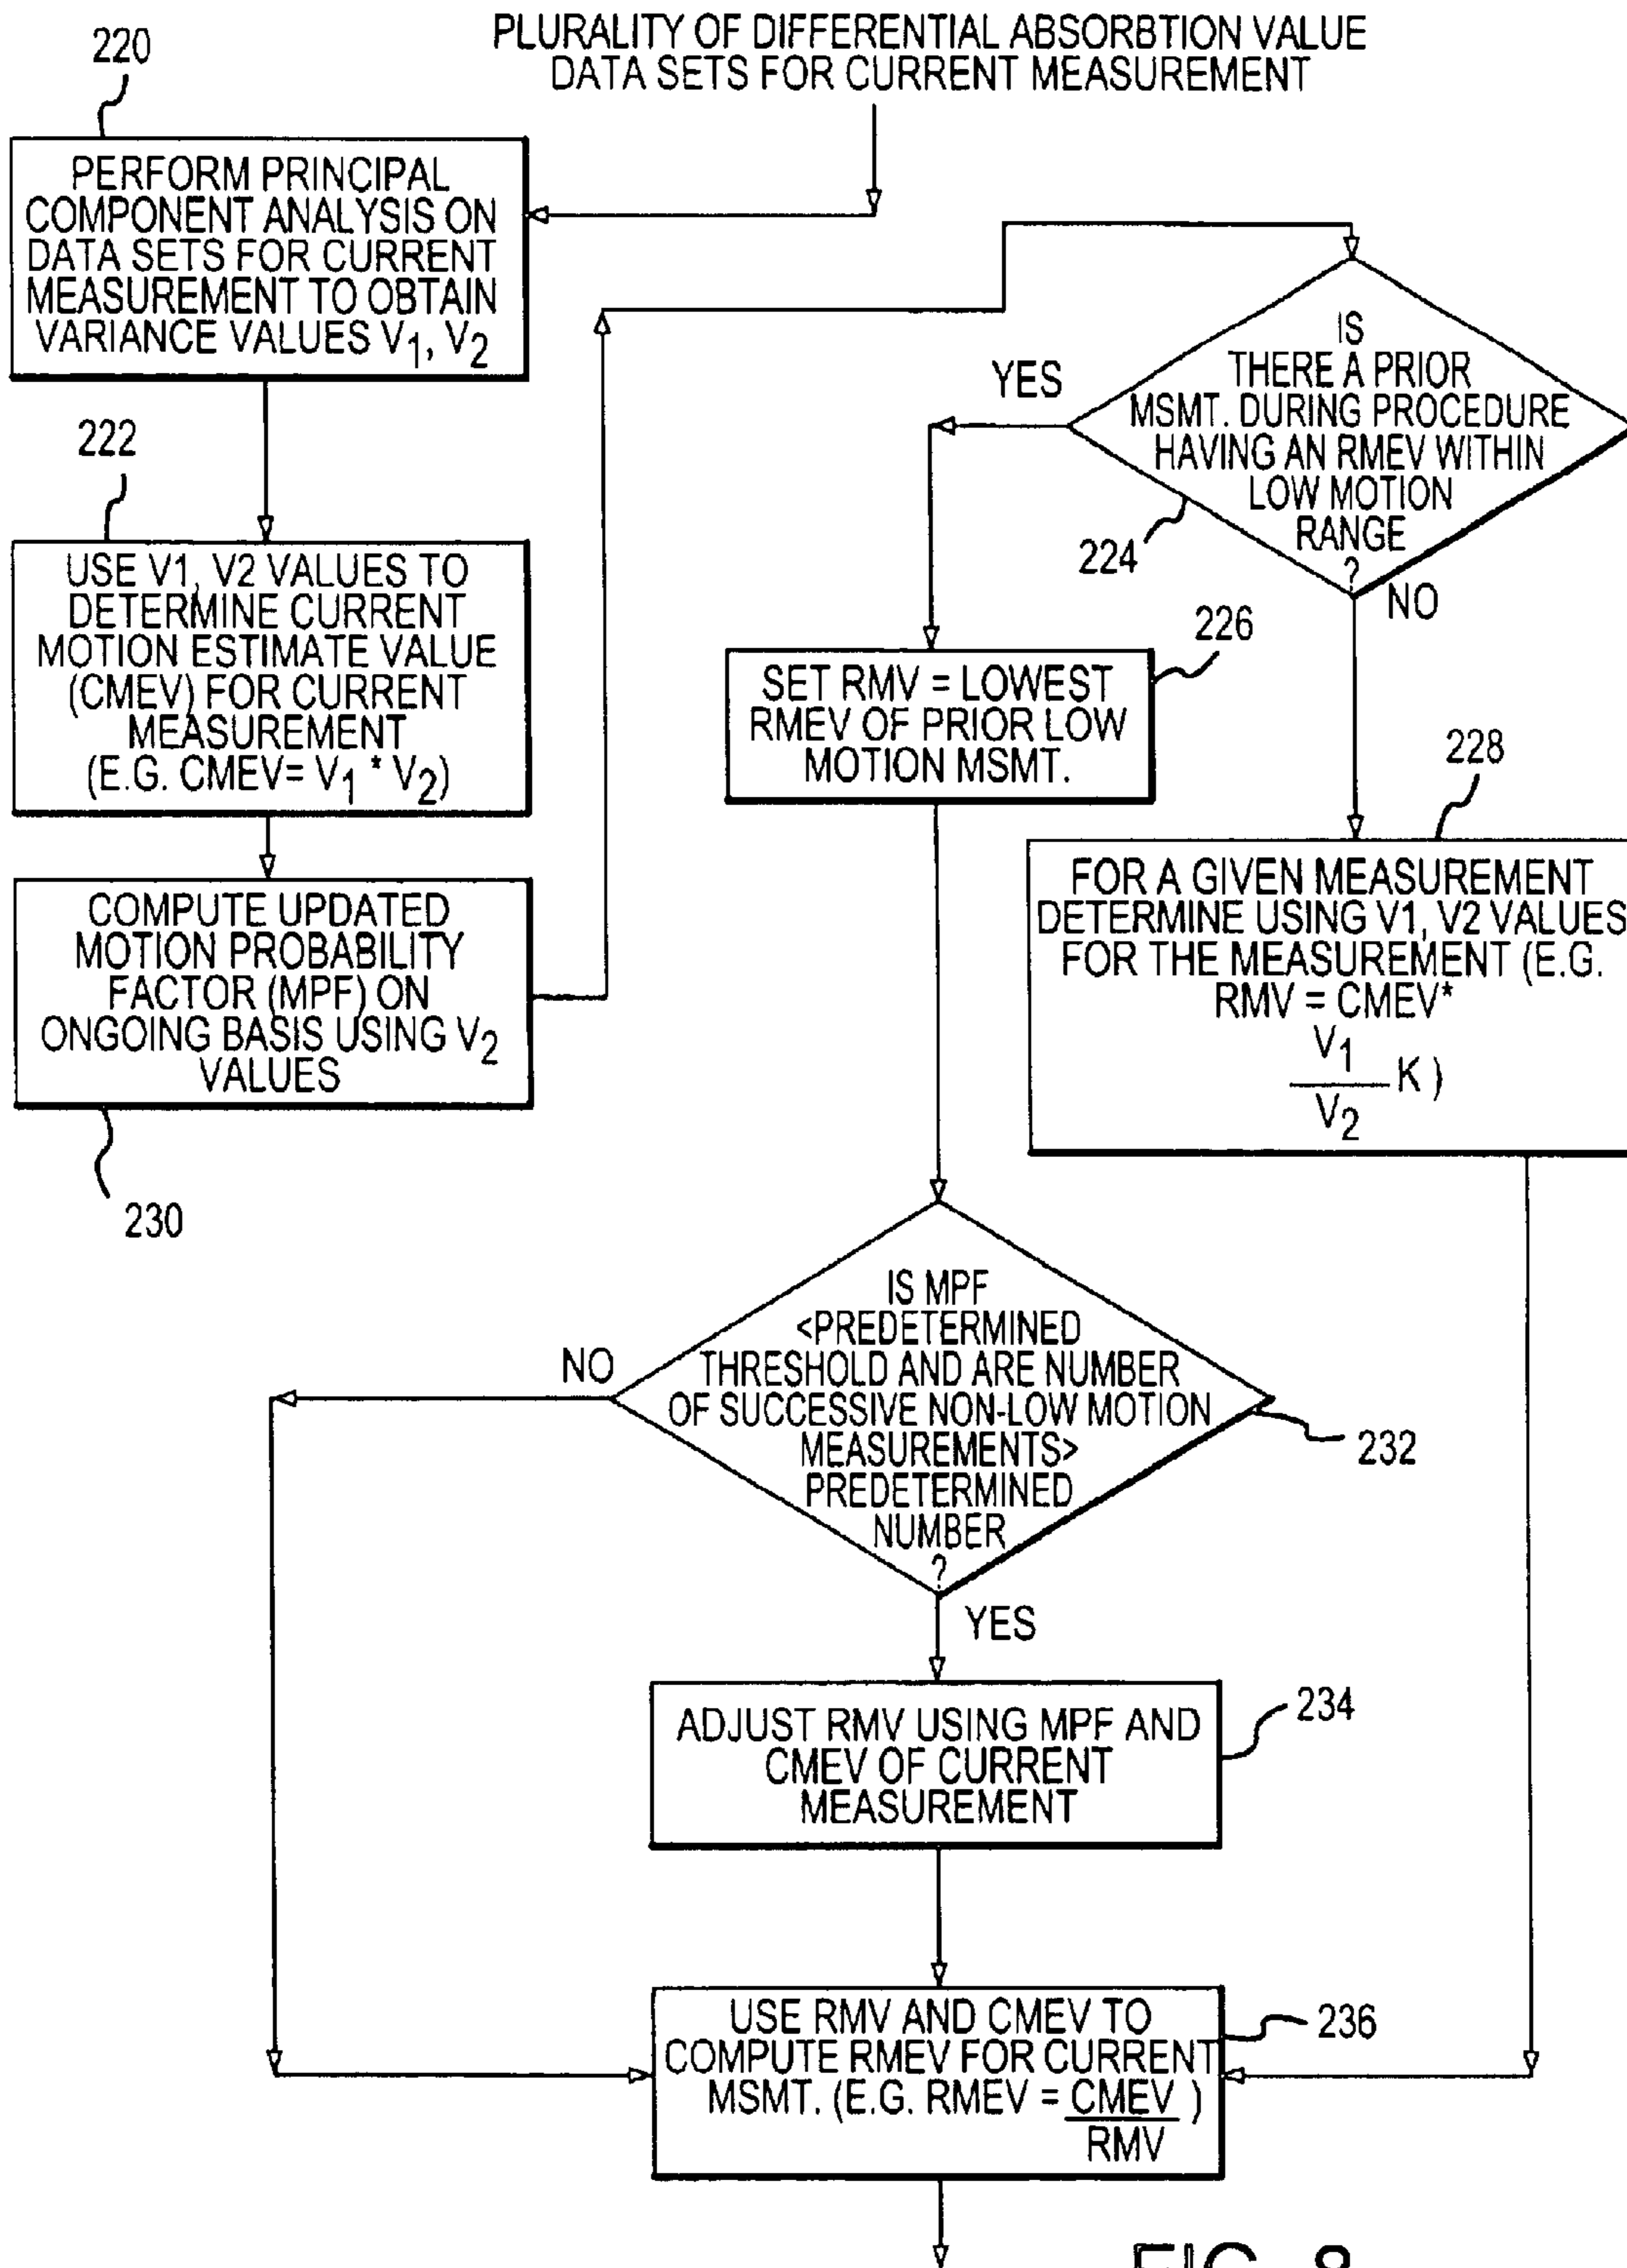 PLURALITY OF DIFFERENTIAL ABSORBTION VALUE
DATA SETS FOR CURRENT MEASUREMENT
220
PERFORM PRINCIPAL
COMPONENT ANALYSIS ON
DATA SETS FOR CURRENT
MEASUREMENT TO OBTAIN
VARIANCE VALUES V1, V2
222
USE V1, V2 VALUES TO
DETERMINE CURRENT
MOTION ESTIMATE VALUE
(CMEV) FOR CURRENT
MEASUREMENT
(E.G. CMEV= V1 * V2)
COMPUTE UPDATED
MOTION PROBABILITY
FACTOR (MPF) ON
ONGOING BASIS USING V2
VALUES
230
IS
THERE A PRIOR
MSMT. DURING PROCEDURE
HAVING AN RMEV WITHIN
LOW MOTION
RANGE
?
224
YES
NO
226
SET RMV = LOWEST
RMEV OF PRIOR LOW
MOTION MSMT.
228
FOR A GIVEN MEASUREMENT
DETERMINE USING V1, V2 VALUES
FOR THE MEASUREMENT (E.G.
RMV = CMEV*
V1
K )
V2
IS MPF
<PREDETERMINED
THRESHOLD AND ARE NUMBER
OF SUCCESSIVE NON-LOW MOTION
MEASUREMENTS>
PREDETERMINED
NUMBER
?
NO
232
YES
234
ADJUST RMV USING MPF AND
CMEV OF CURRENT
MEASUREMENT
236
USE RMV AND CMEV TO
COMPUTE RMEV FOR CURRENT
MSMT. (E.G. RMEV = CMEV )
RMV
FIG. 8